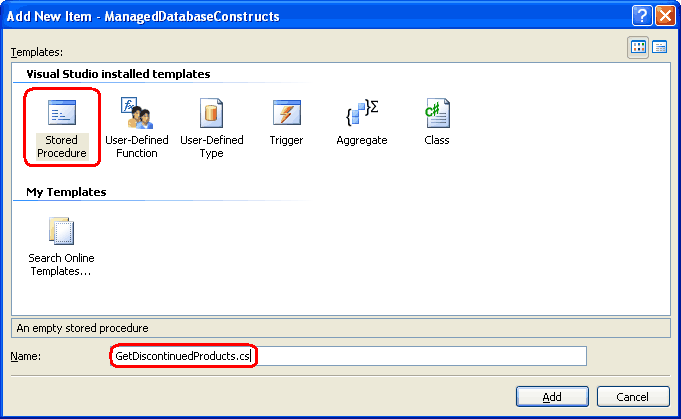 Add New Item - ManagedDatabaseConstructs
Templates:
Visual Studio installed templates
Stored Procedure
User-Defined Function
User-Defined Type
Trigger
Aggregate
Class
My Templates
Search Online Templates...
An empty stored procedure
Name:
GetDiscontinuedProducts.cs
Add
Cancel